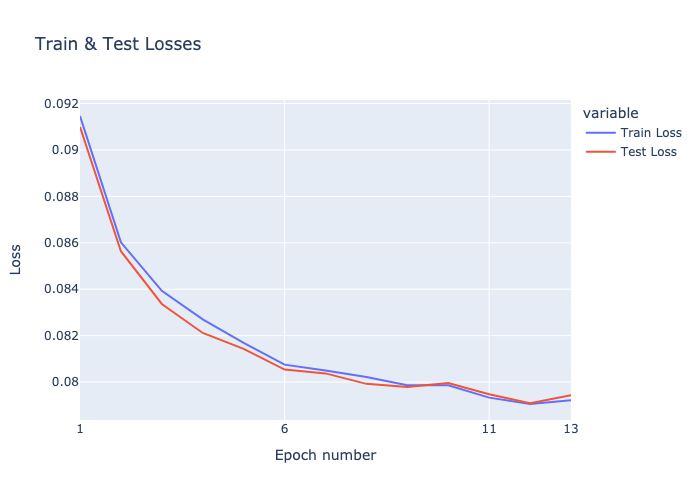 Train & Test Losses
variable
Train Loss
Test Loss
Loss
0.092
0.09
0.088
0.086
0.084
0.082
0.08
1
6
11
13
Epoch number